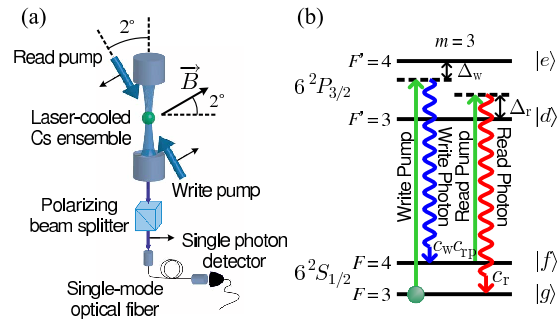 (a)
2°
Read pump
B
2°
Laser-cooled
Cs ensemble
Write pump
Polarizing
beam splitter
Single photon
detector
Single-mode
optical fiber
(b)
m = 3
F' = 4
|e⟩
Δw
6 ²P3/2
Δr
F' = 3
|d⟩
Write Pump
Write Photon
Read Pump
Read Photon
cw crp
F = 4
|f⟩
6 ²S1/2
cr
F = 3
|g⟩